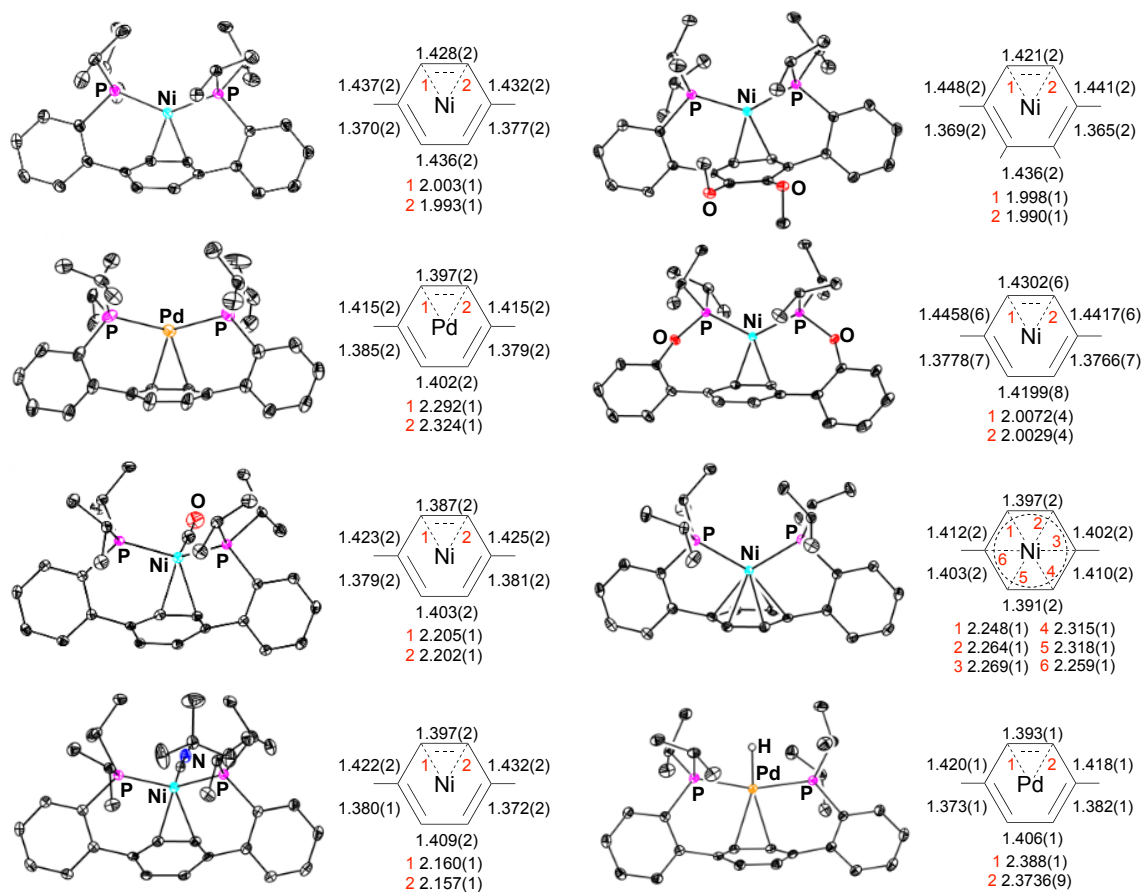 P
Ni
P
1.428(2)
1.437(2)
1 2
1.432(2)
Ni
1.370(2)
1.377(2)
1.436(2)
1 2.003(1)
2 1.993(1)
P
Ni
P
O
O
1.421(2)
1.448(2)
1 2
1.441(2)
Ni
1.369(2)
1.365(2)
1.436(2)
1 1.998(1)
2 1.990(1)
P
Pd
P
1.397(2)
1.415(2)
1 2
1.415(2)
Pd
1.385(2)
1.379(2)
1.402(2)
1 2.292(1)
2 2.324(1)
P
Ni
P
O
O
1.4302(6)
1.4458(6)
1 2
1.4417(6)
Ni
1.3778(7)
1.3766(7)
1.4199(8)
1 2.0072(4)
2 2.0029(4)
O
P
Ni
P
1.387(2)
1.423(2)
1 2
1.425(2)
Ni
1.379(2)
1.381(2)
1.403(2)
1 2.205(1)
2 2.202(1)
P
P
Ni
1.397(2)
1.412(2)
1 2
1.402(2)
3
Ni
6
1.403(2)
5 4
1.410(2)
1.391(2)
1 2.248(1) 4 2.315(1)
2 2.264(1) 5 2.318(1)
3 2.269(1) 6 2.259(1)
N
P
Ni
P
1.397(2)
1.422(2)
1 2
1.432(2)
Ni
1.380(1)
1.372(2)
1.409(2)
1 2.160(1)
2 2.157(1)
H
P
Pd
P
1.393(1)
1.420(1)
1 2
1.418(1)
Pd
1.373(1)
1.382(1)
1.406(1)
1 2.388(1)
2 2.3736(9)